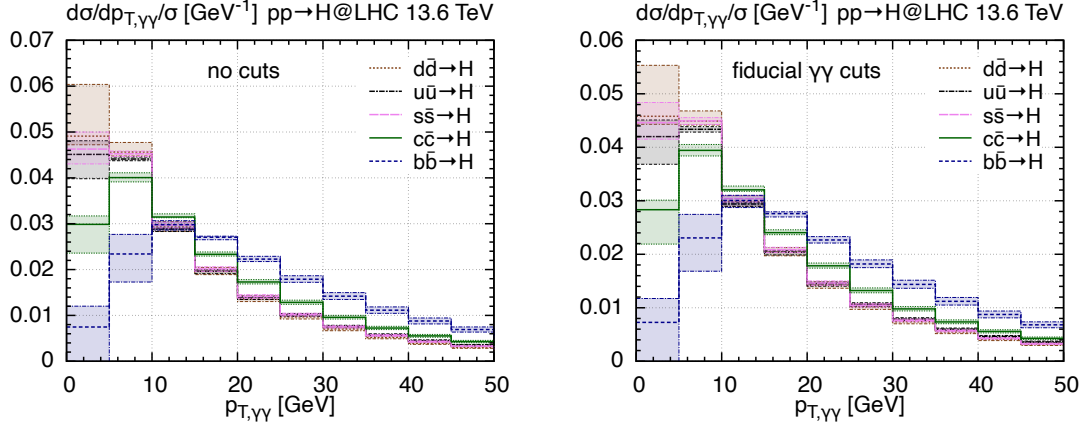 dσ/dp_T,γγ/σ [GeV⁻¹] pp→H@LHC 13.6 TeV
0.07
0.06
0.05
0.04
0.03
0.02
0.01
0
no cuts
dd̄→H
uū→H
ss̄→H
cc̄→H
bb̄→H
0 10 20 30 40 50
p_T,γγ [GeV]
dσ/dp_T,γγ/σ [GeV⁻¹] pp→H@LHC 13.6 TeV
0.06
0.05
0.04
0.03
0.02
0.01
0
fiducial γγ cuts
dd̄→H
uū→H
ss̄→H
cc̄→H
bb̄→H
0 10 20 30 40 50
p_T,γγ [GeV]